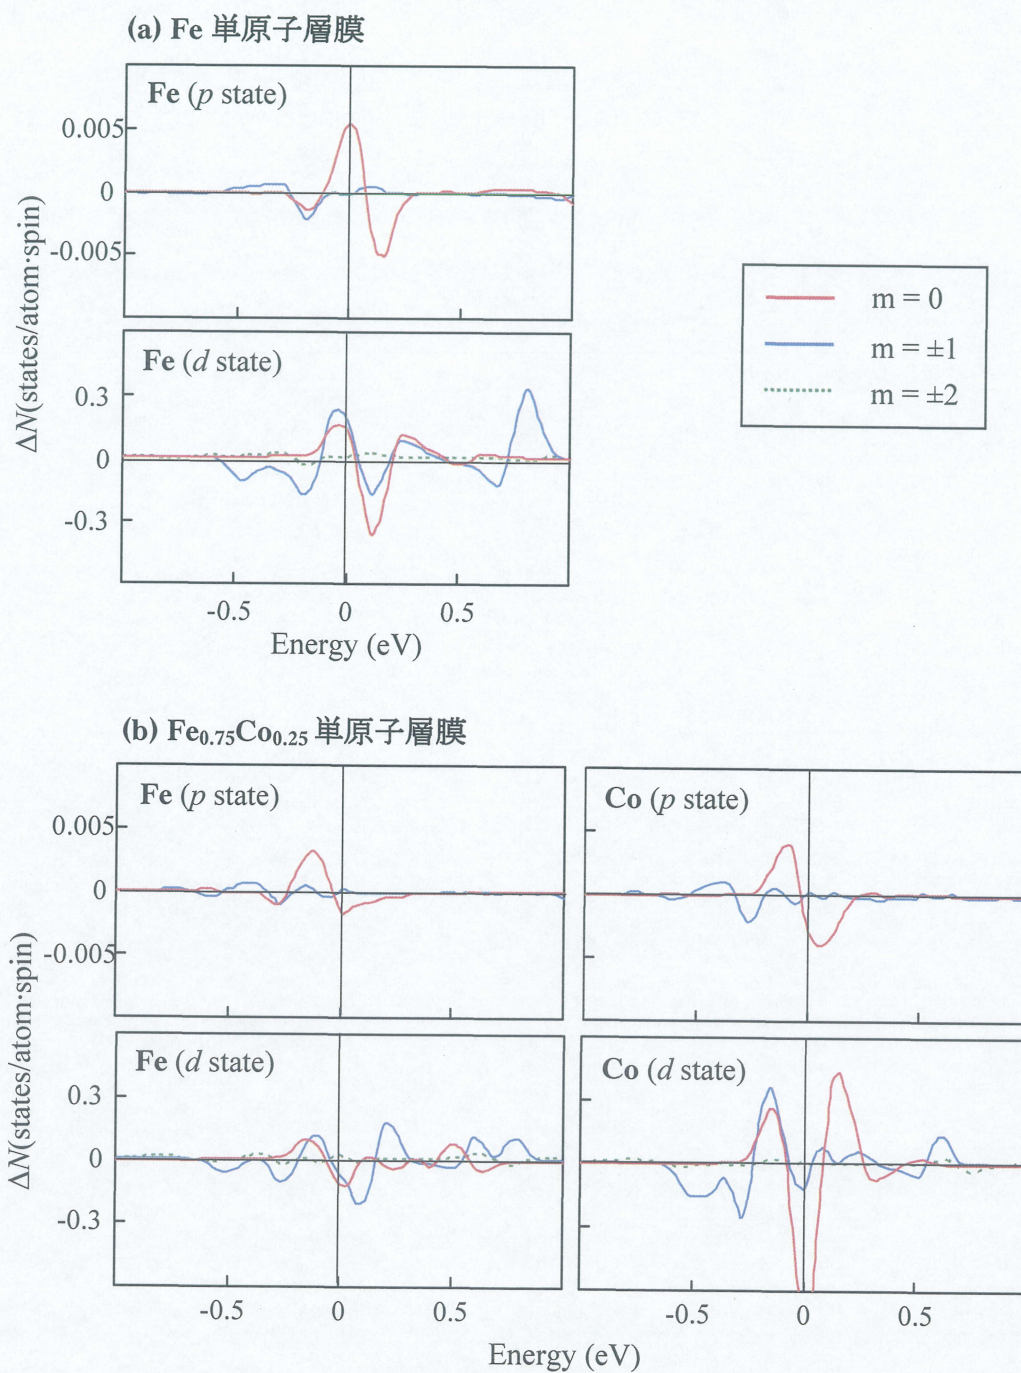 (a) Fe 単原子層膜
Fe (p state)
0.005
0
-0.005
Fe (d state)
0.3
0
-0.3
ΔN(states/atom·spin)
-0.5 0 0.5
Energy (eV)
m = 0
m = ±1
m = ±2
(b) Fe0.75Co0.25 単原子層膜
Fe (p state)
Co (p state)
0.005
0
-0.005
Fe (d state)
Co (d state)
0.3
0
-0.3
ΔN(states/atom·spin)
-0.5 0 0.5
-0.5 0 0.5
Energy (eV)